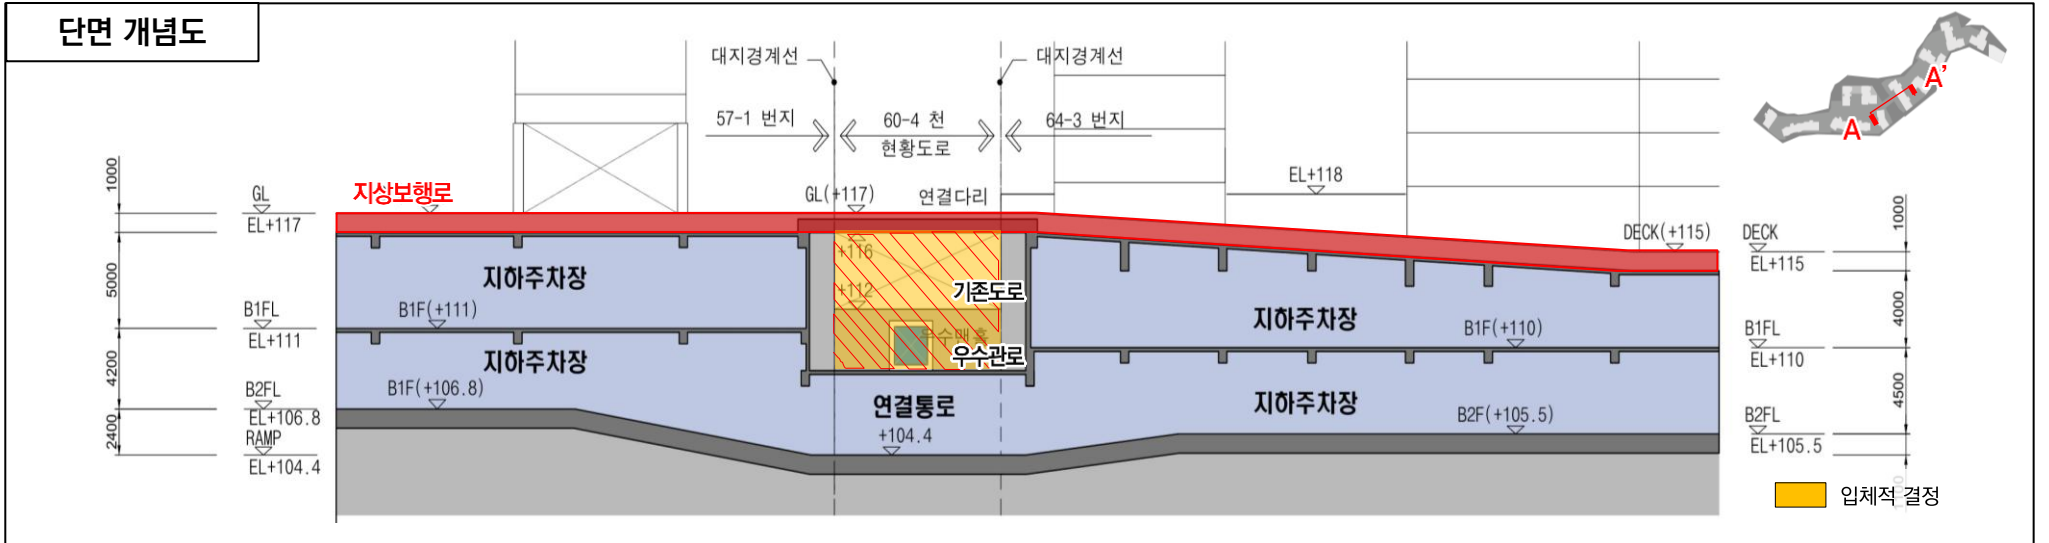 단면 개념도
대지경계선
대지경계선
57-1 번지
60-4 천
현황도로
64-3 번지
A'
A
EL+118
1000
GL
EL+117
지상보행로
GL(+117)
연결다리
DECK(+115)
DECK
EL+115
1000
+116
5000
지하주차장
+112
기존도로
4000
B1FL
EL+111
B1F(+111)
지하주차장
B1F(+110)
B1FL
EL+110
4200
지하주차장
우수맨홀
우수관로
B1F(+106.8)
B2FL
EL+106.8
연결통로
지하주차장
B2F(+105.5)
4500
B2FL
EL+105.5
2400
RAMP
EL+104.4
+104.4
입체적 결정